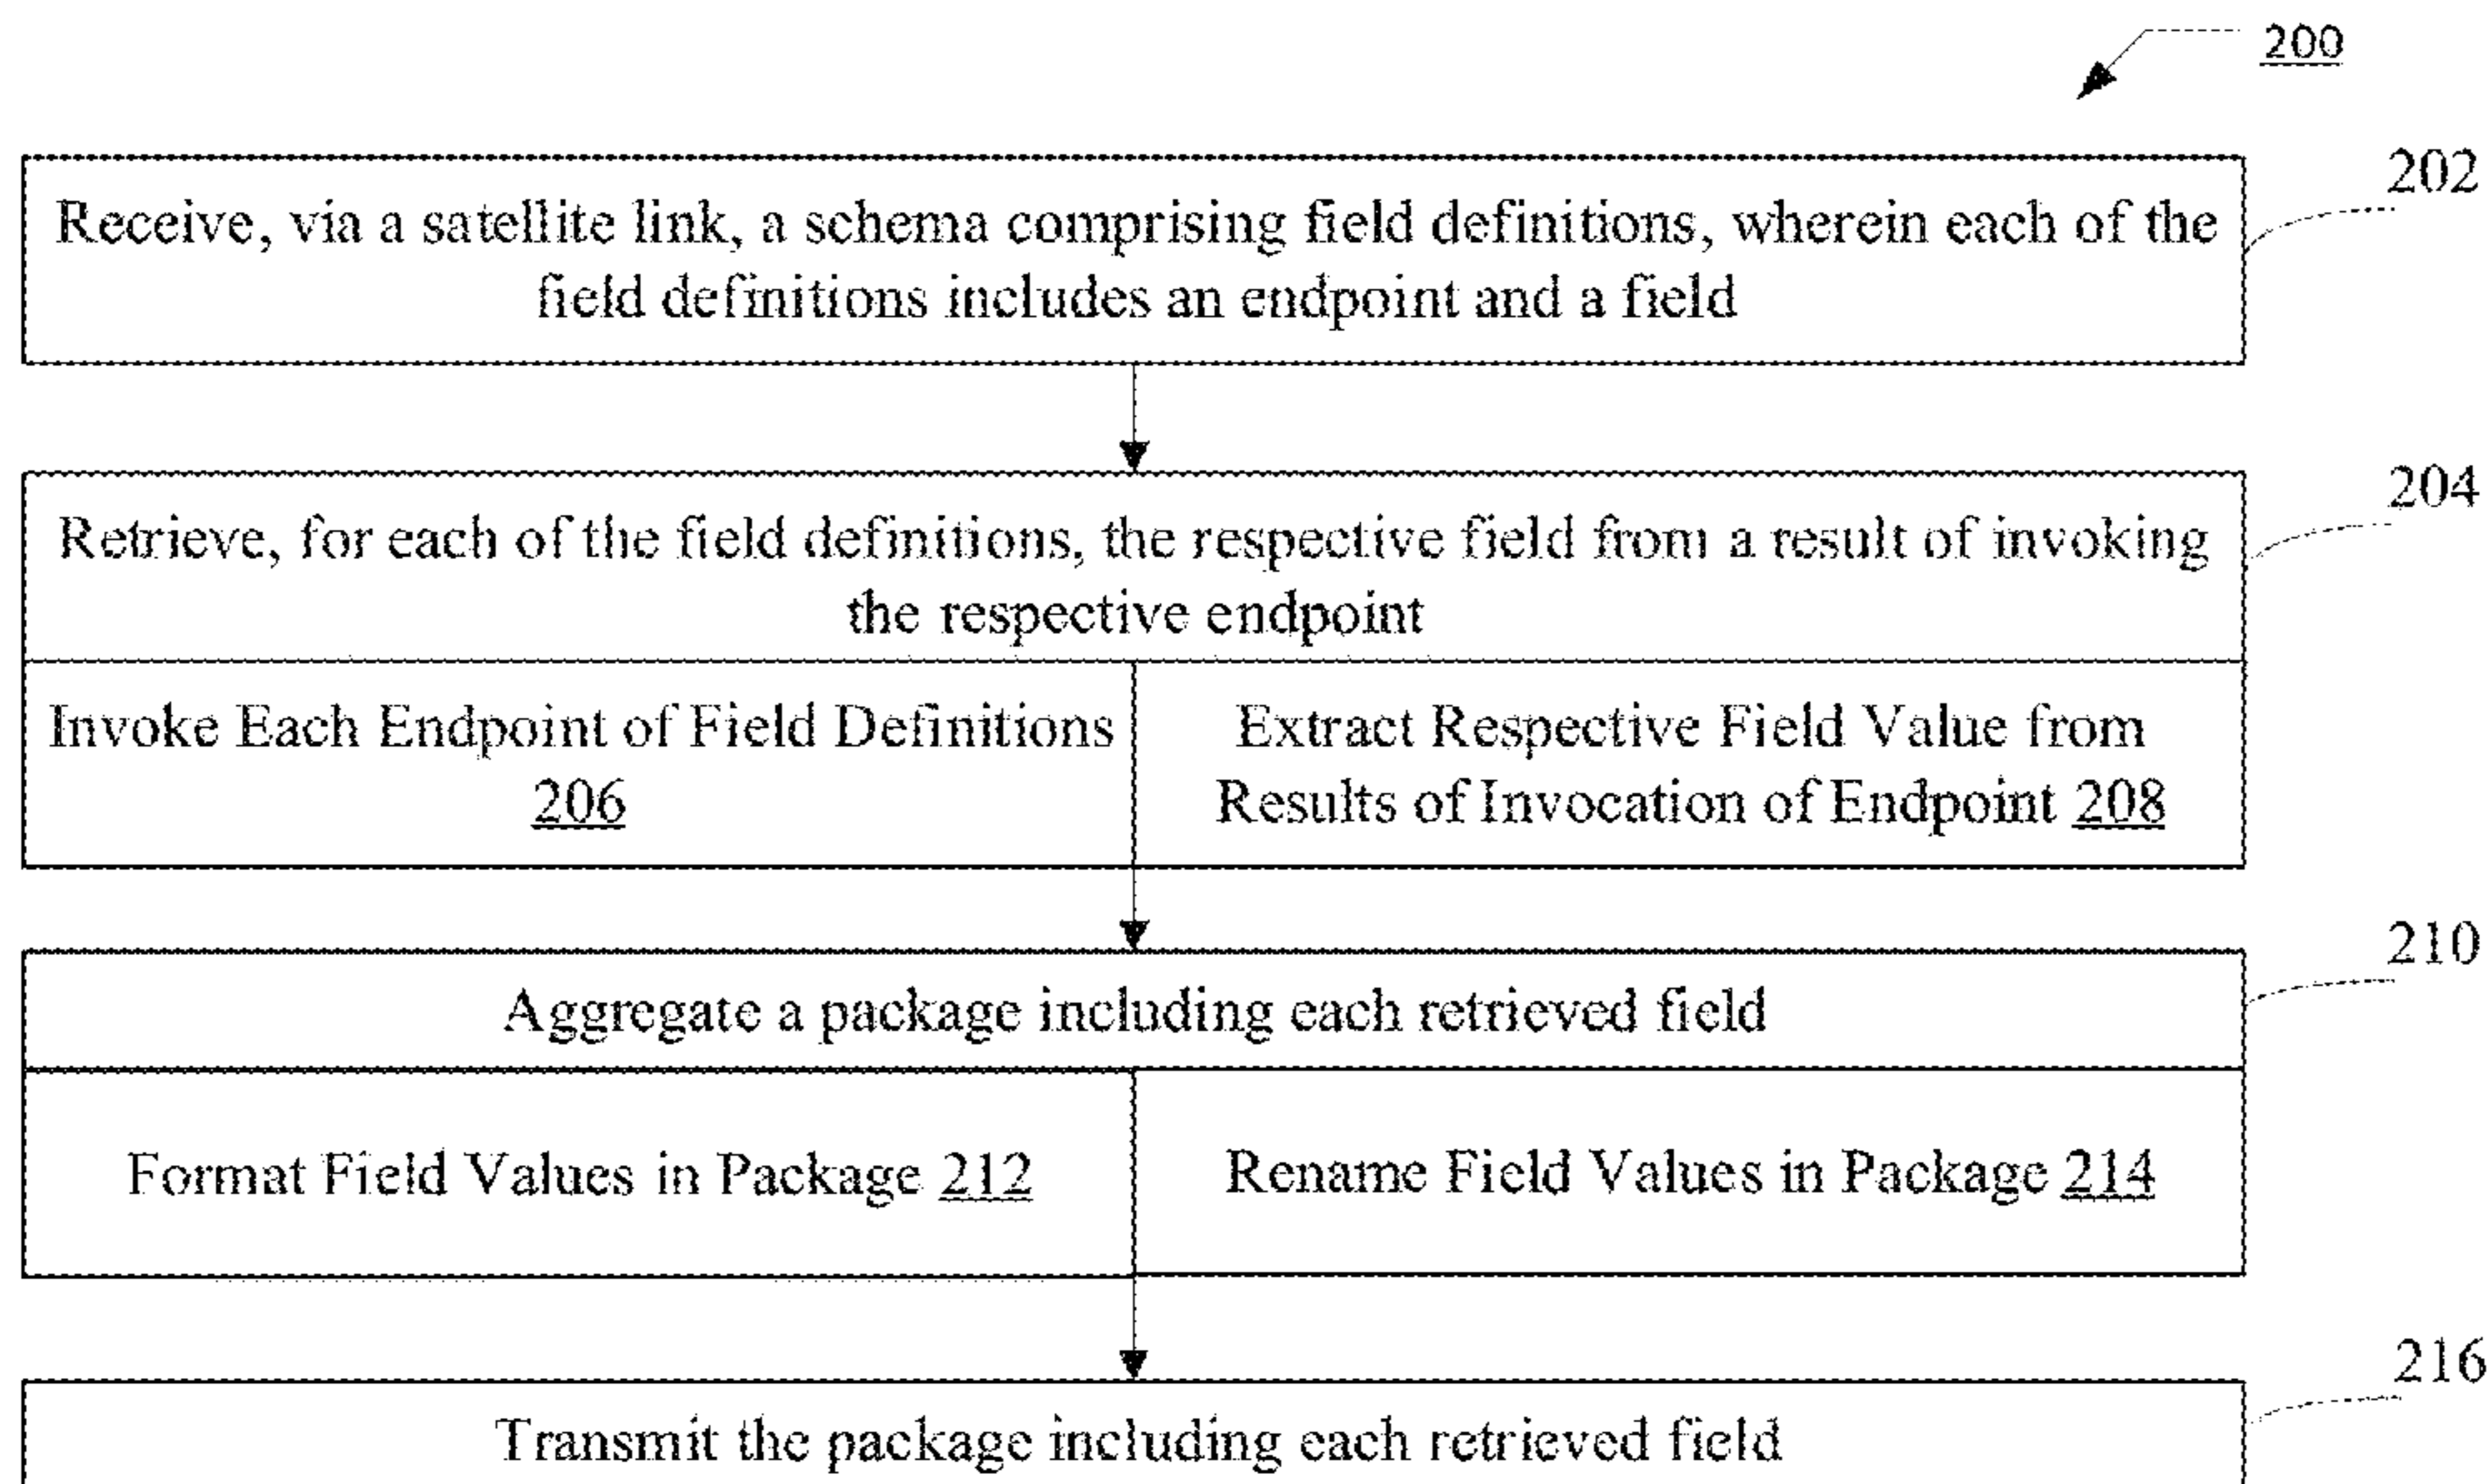 200
202
Receive, via a satellite link, a schema comprising field definitions, wherein each of the
field definitions includes an endpoint and a field
204
Retrieve, for each of the field definitions, the respective field from a result of invoking
the respective endpoint
Invoke Each Endpoint of Field Definitions
206
Extract Respective Field Value from
Results of Invocation of Endpoint 208
210
Aggregate a package including each retrieved field
Format Field Values in Package 212
Rename Field Values in Package 214
216
Transmit the package including each retrieved field